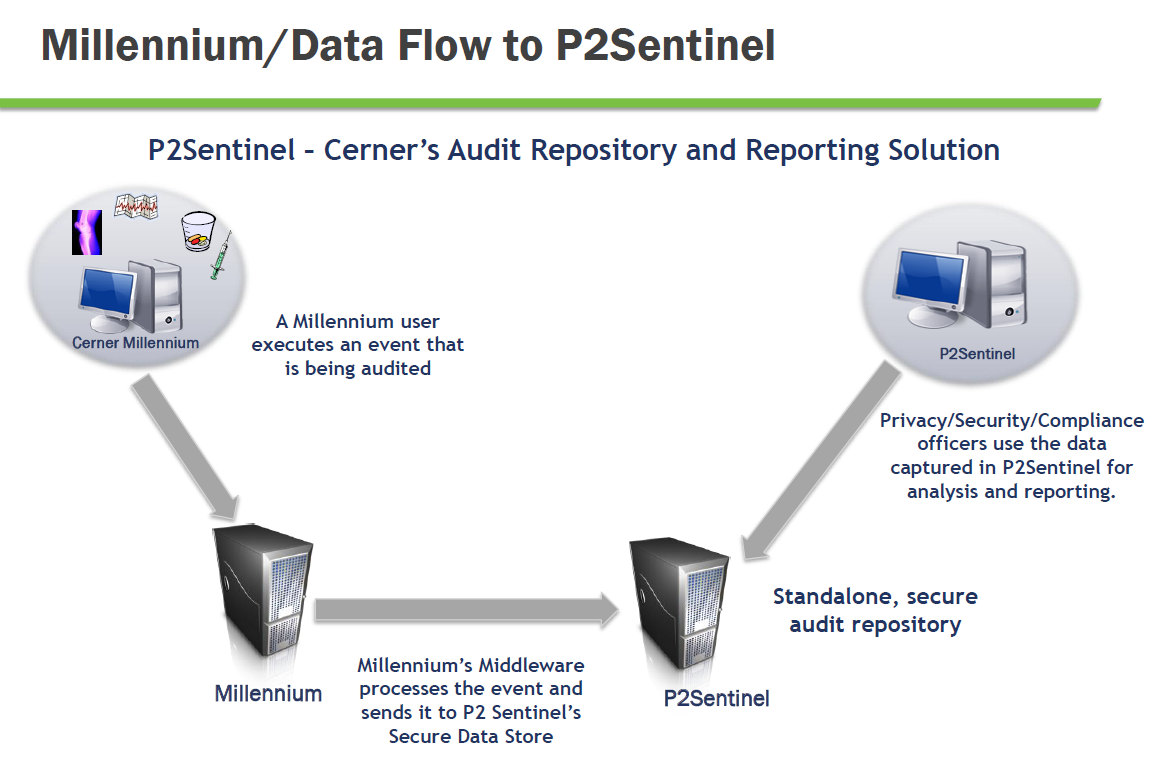 Millennium/Data Flow to P2Sentinel
P2Sentinel – Cerner's Audit Repository and Reporting Solution
Cerner Millennium
A Millennium user
executes an event that
is being audited
P2Sentinel
Privacy/Security/Compliance
officers use the data
captured in P2Sentinel for
analysis and reporting.
Standalone, secure
audit repository
Millennium
Millennium's Middleware
processes the event and
sends it to P2 Sentinel's
Secure Data Store
P2Sentinel